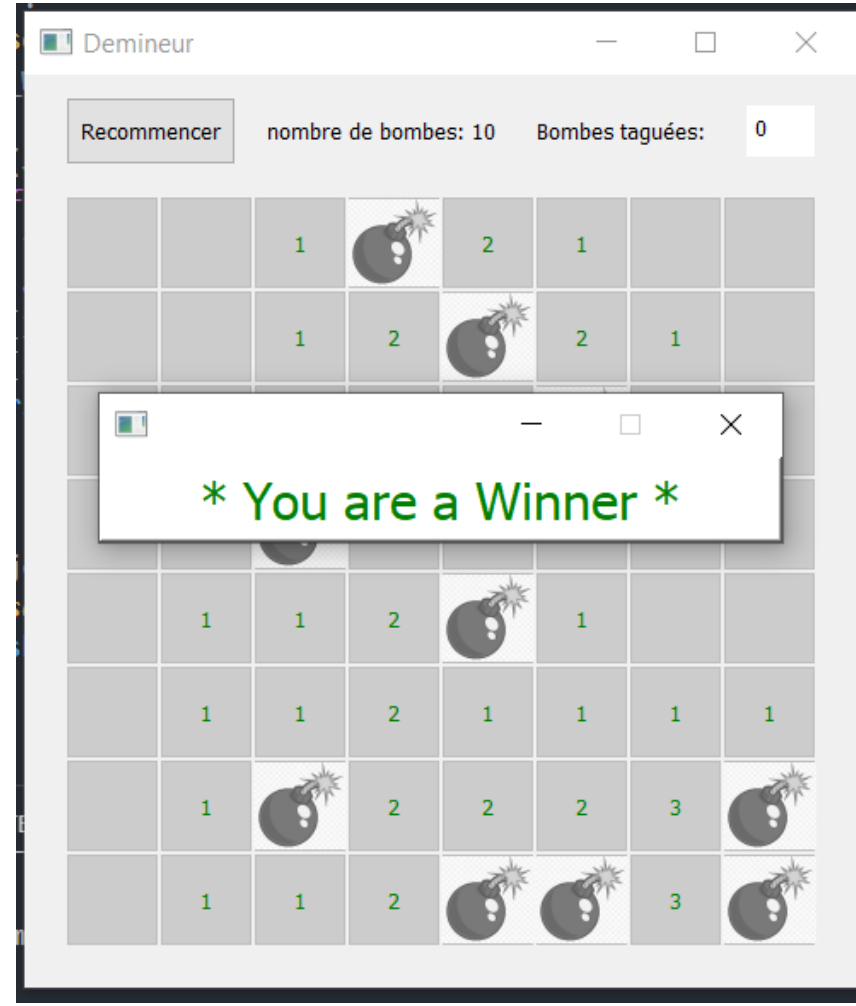 Demineur
Recommencer nombre de bombes: 10 Bombes taguées: 0
1 2 1
1 2 2 1
* You are a Winner *
1 1 2 1
1 1 2 1 1 1 1
1 2 2 2 3
1 1 2 3